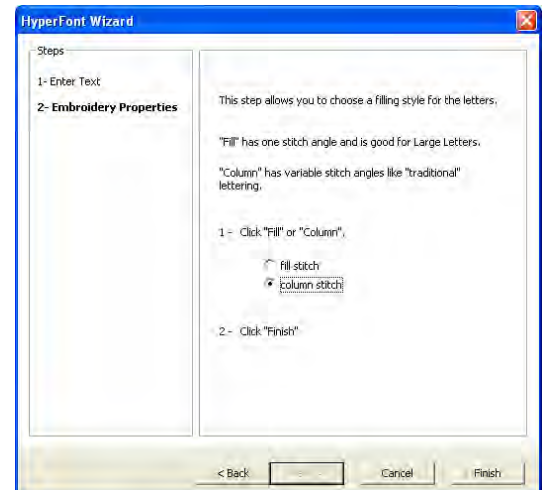 HyperFont Wizard
Steps
1- Enter Text
2- Embroidery Properties
This step allows you to choose a filling style for the letters.
"Fill" has one stitch angle and is good for Large Letters.
"Column" has variable stitch angles like "traditional"
lettering.
1 - Click "Fill" or "Column".
fill stitch
column stitch
2 - Click "Finish"
< Back
Cancel
Finish